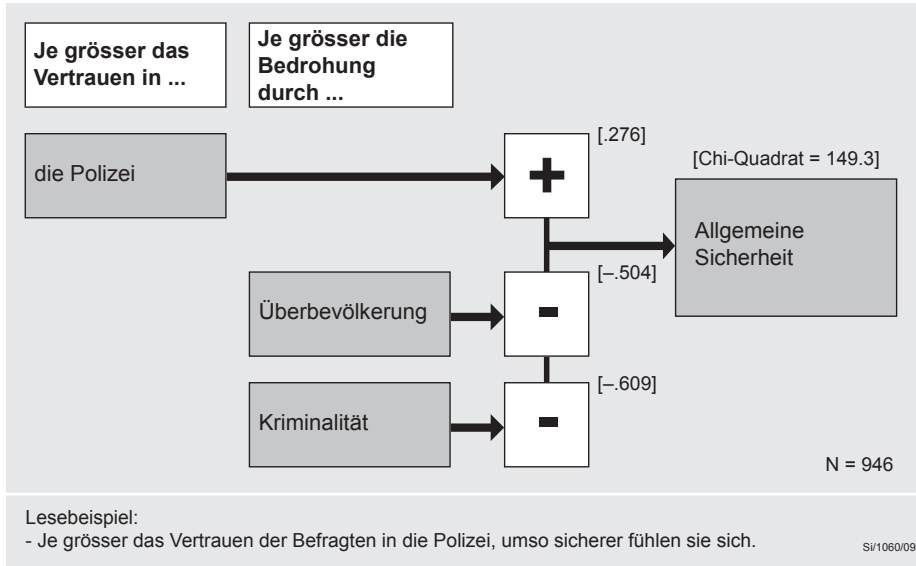 Je grösser das
Vertrauen in ...
Je grösser die
Bedrohung
durch ...
die Polizei
+
[.276]
[Chi-Quadrat = 149.3]
Allgemeine
Sicherheit
Überbevölkerung
-
[–.504]
Kriminalität
-
[–.609]
N = 946
Lesebeispiel:
- Je grösser das Vertrauen der Befragten in die Polizei, umso sicherer fühlen sie sich.
Si/1060/09